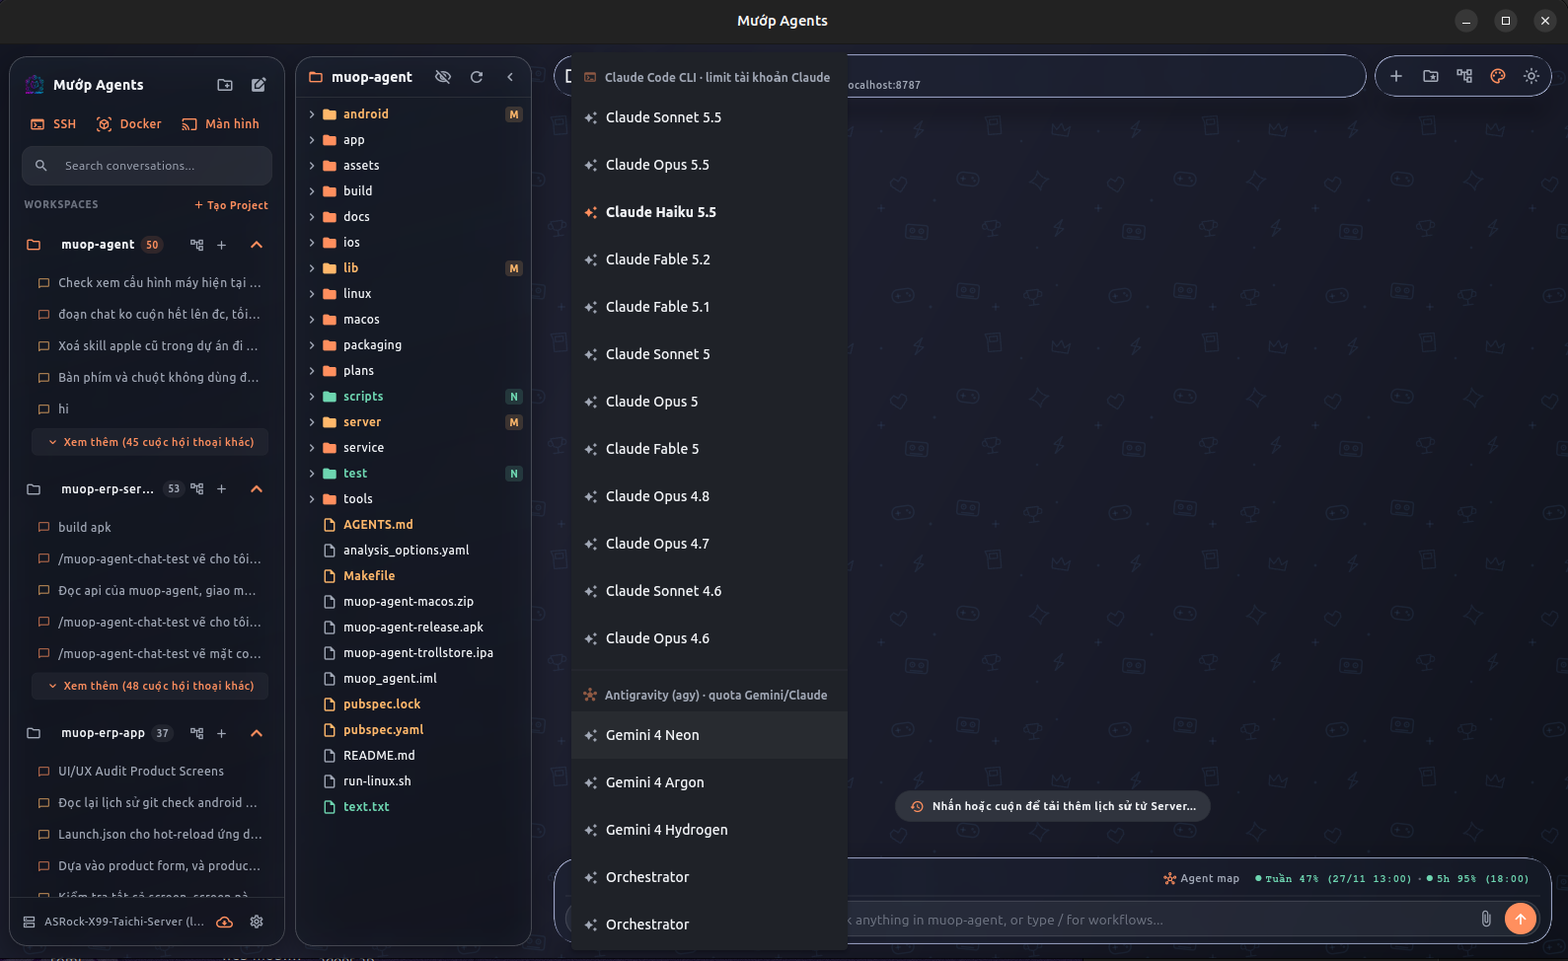 Mướp Agents
Mướp Agents
SSH
Docker
Màn hình
Search conversations...
WORKSPACES
+ Tạo Project
muop-agent 50
Check xem cấu hình máy hiện tại ...
đoạn chat ko cuộn hết lên đc, tối...
Xoá skill apple cũ trong dự án đi ...
Bàn phím và chuột không dùng đ...
hi
Xem thêm (45 cuộc hội thoại khác)
muop-erp-ser... 53
build apk
/muop-agent-chat-test vẽ cho tôi...
Đọc api của muop-agent, giao m...
/muop-agent-chat-test vẽ cho tôi...
/muop-agent-chat-test vẽ mặt co...
Xem thêm (48 cuộc hội thoại khác)
muop-erp-app 37
UI/UX Audit Product Screens
Đọc lại lịch sử git check android ...
Launch.json cho hot-reload ứng d...
Dựa vào product form, và produc...
ASRock-X99-Taichi-Server (l...
muop-agent
android M
app
assets
build
docs
ios
lib M
linux
macos
packaging
plans
scripts N
server M
service
test N
tools
AGENTS.md
analysis_options.yaml
Makefile
muop-agent-macos.zip
muop-agent-release.apk
muop-agent-trollstore.ipa
muop_agent.iml
pubspec.lock
pubspec.yaml
README.md
run-linux.sh
text.txt
Claude Code CLI · limit tài khoản Claude
Claude Sonnet 5.5
Claude Opus 5.5
Claude Haiku 5.5
Claude Fable 5.2
Claude Fable 5.1
Claude Sonnet 5
Claude Opus 5
Claude Fable 5
Claude Opus 4.8
Claude Opus 4.7
Claude Sonnet 4.6
Claude Opus 4.6
Antigravity (agy) · quota Gemini/Claude
Gemini 4 Neon
Gemini 4 Argon
Gemini 4 Hydrogen
Orchestrator
Orchestrator
ocalhost:8787
Nhấn hoặc cuộn để tải thêm lịch sử từ Server...
Agent map
Tuần 47% (27/11 13:00) · 5h 95% (18:00)
k anything in muop-agent, or type / for workflows...